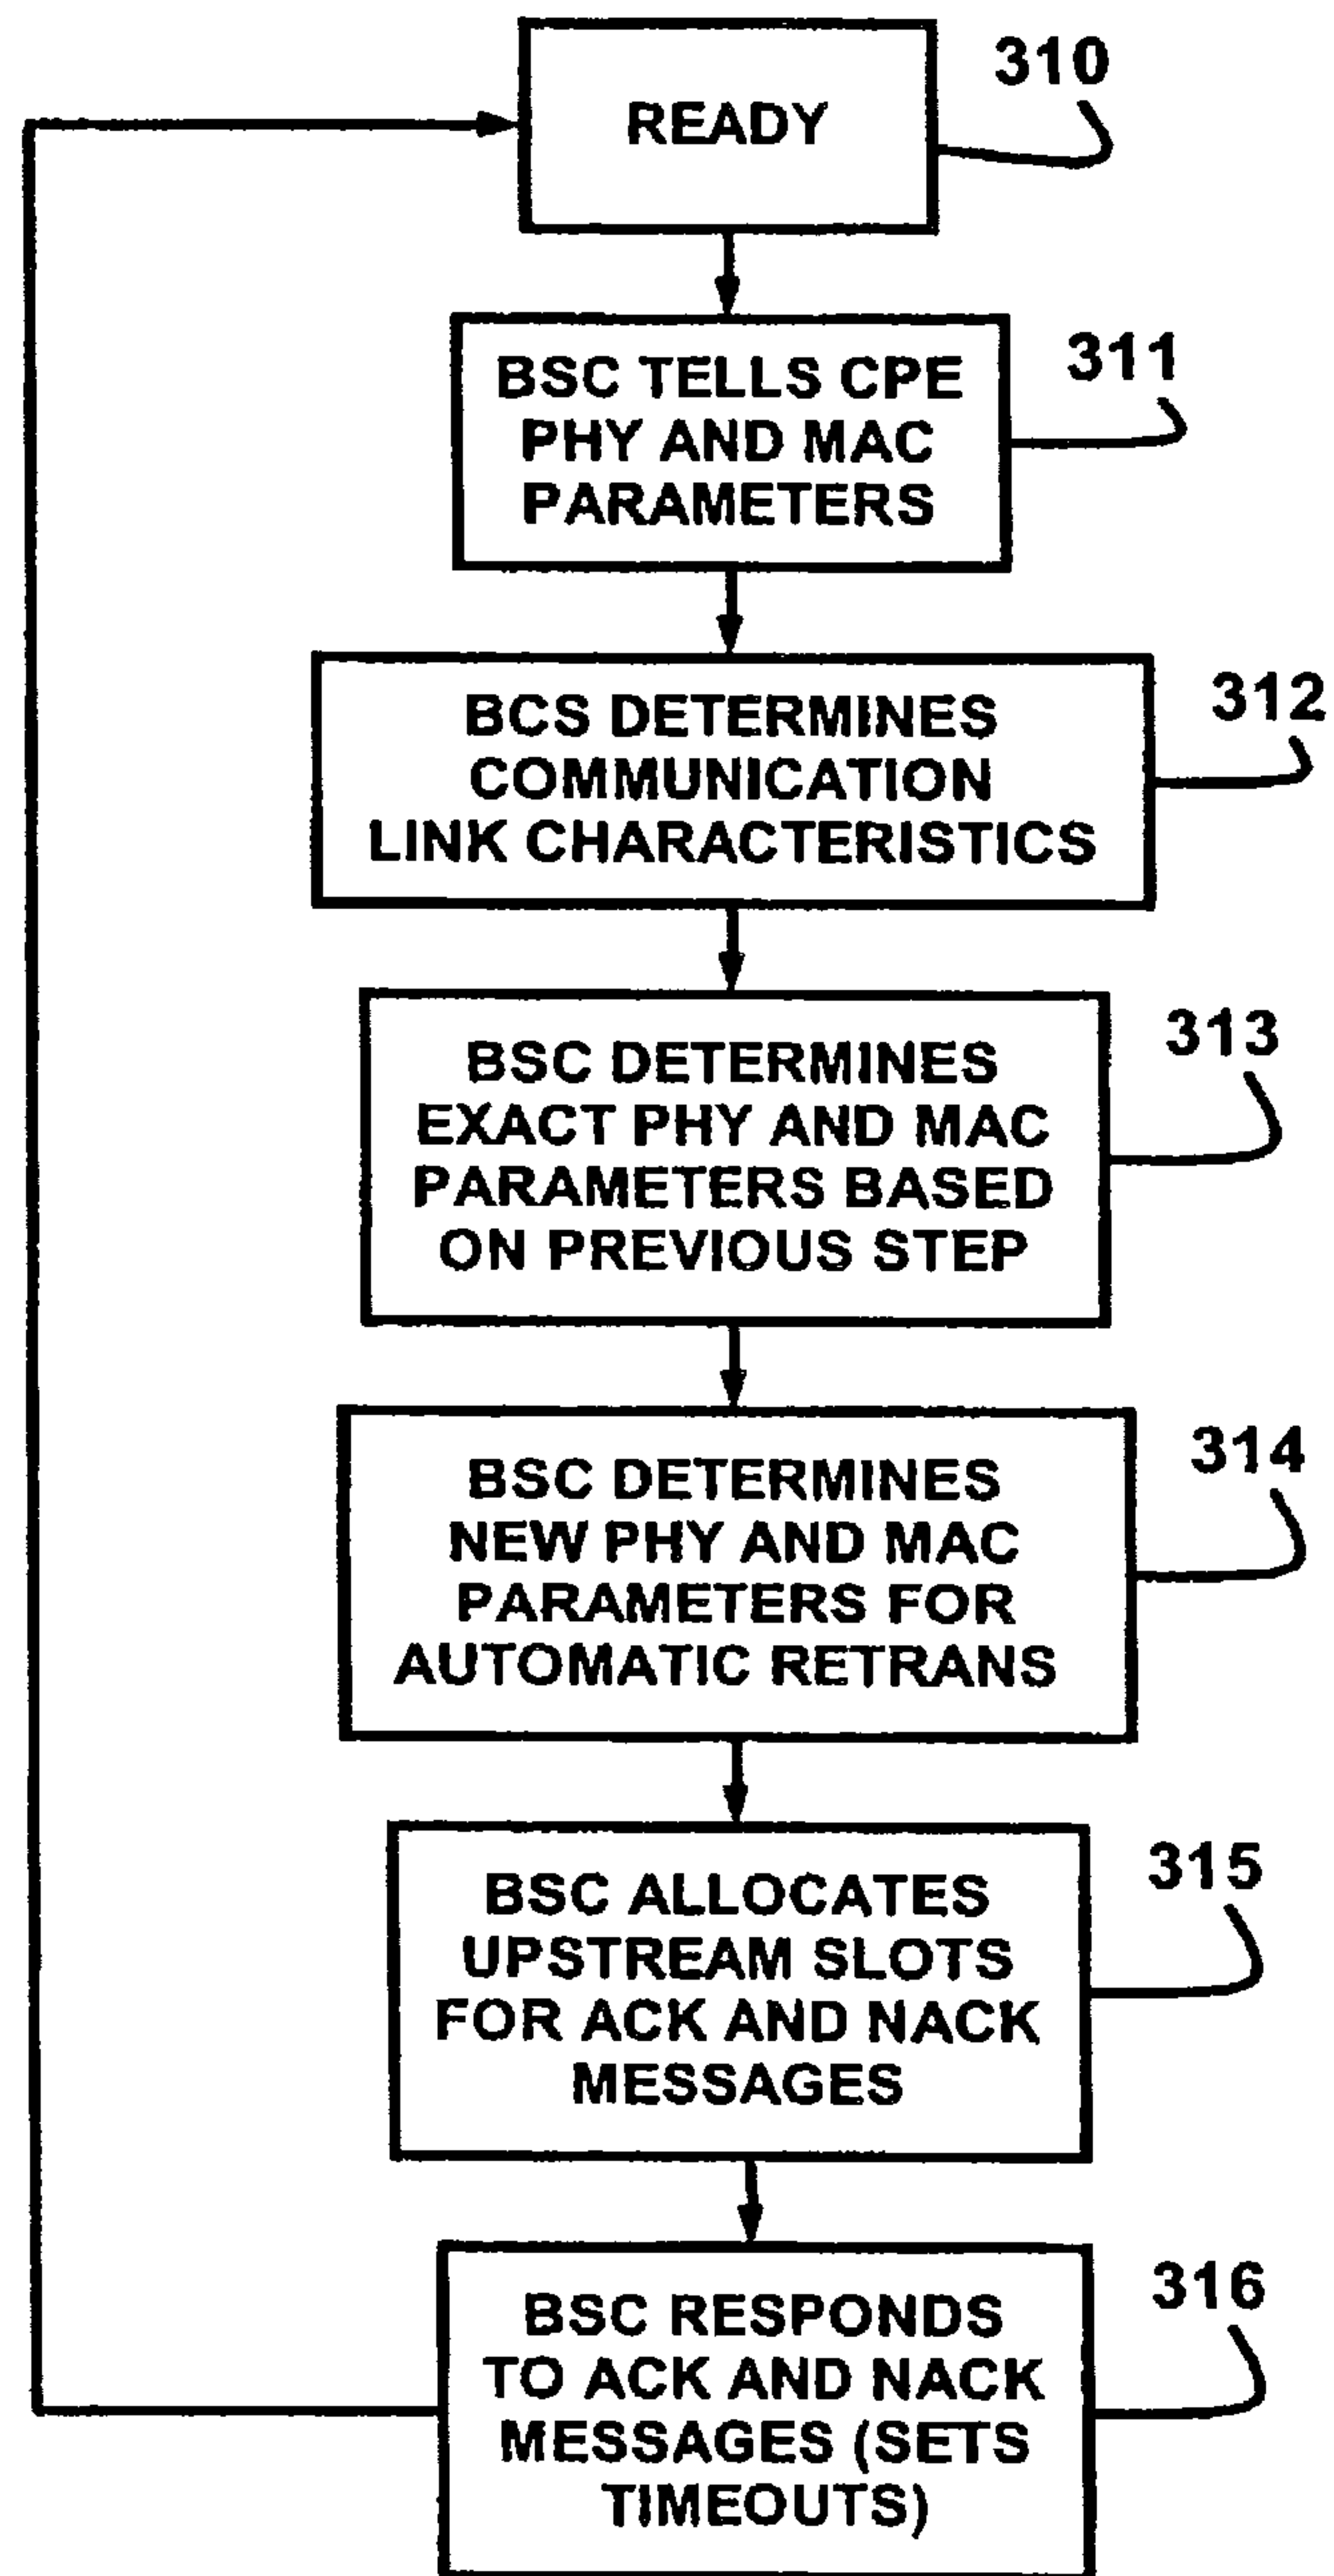 READY
310
BSC TELLS CPE
PHY AND MAC
PARAMETERS
311
BCS DETERMINES
COMMUNICATION
LINK CHARACTERISTICS
312
BSC DETERMINES
EXACT PHY AND MAC
PARAMETERS BASED
ON PREVIOUS STEP
313
BSC DETERMINES
NEW PHY AND MAC
PARAMETERS FOR
AUTOMATIC RETRANS
314
BSC ALLOCATES
UPSTREAM SLOTS
FOR ACK AND NACK
MESSAGES
315
BSC RESPONDS
TO ACK AND NACK
MESSAGES (SETS
TIMEOUTS)
316